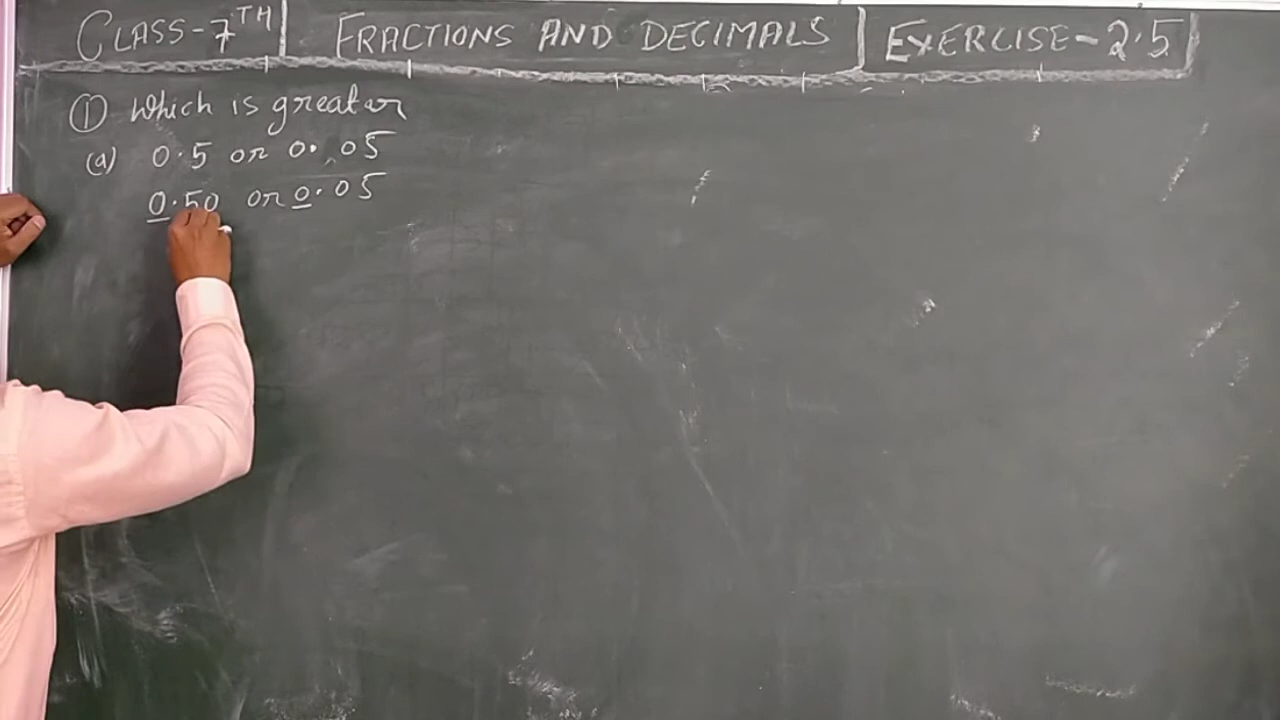 CLASS-7TH | FRACTIONS AND DECIMALS | EXERCISE-2.5
① Which is greater
(a) 0.5 or 0.05
0.50 or 0.05